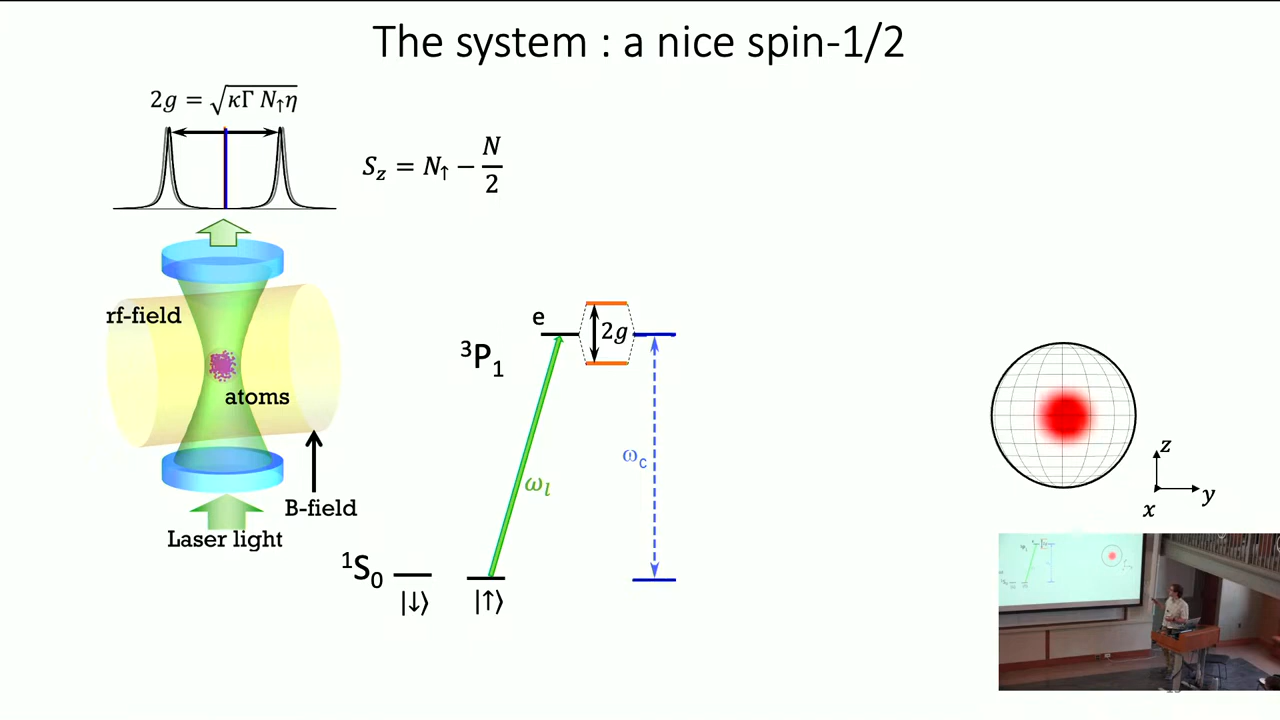 The system : a nice spin-1/2
2g = √κΓ N↑η
S_z = N↑ − N/2
rf-field
atoms
B-field
Laser light
e
2g
³P₁
ω_c
ω_l
¹S₀
|↓⟩
|↑⟩
z
y
x